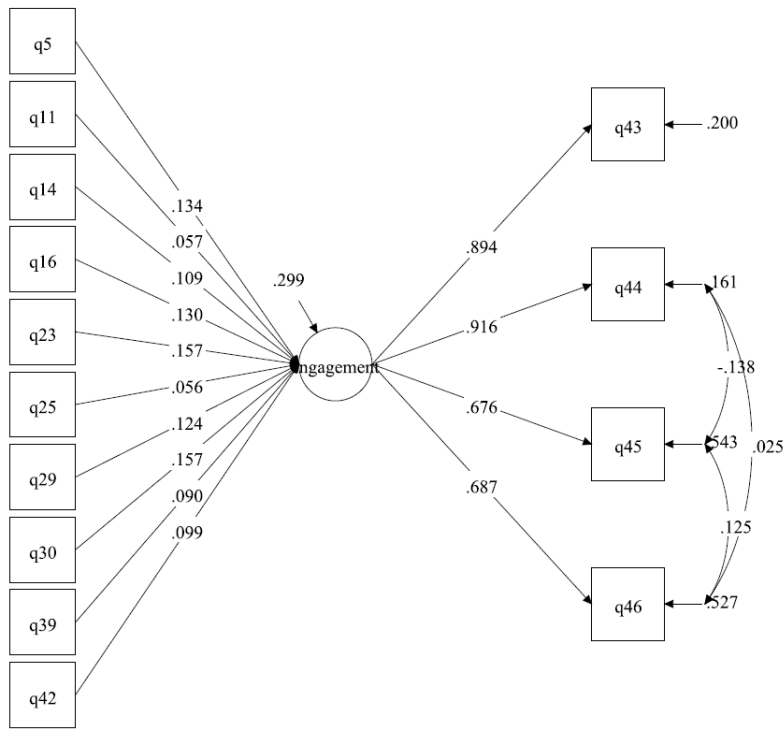 q5
q11
q14
q16
q23
q25
q29
q30
q39
q42
.134
.057
.109
.130
.157
.056
.124
.157
.090
.099
.299
ngagement
.894
.916
.676
.687
q43
q44
q45
q46
.200
.161
.543
.527
-.138
.025
.125